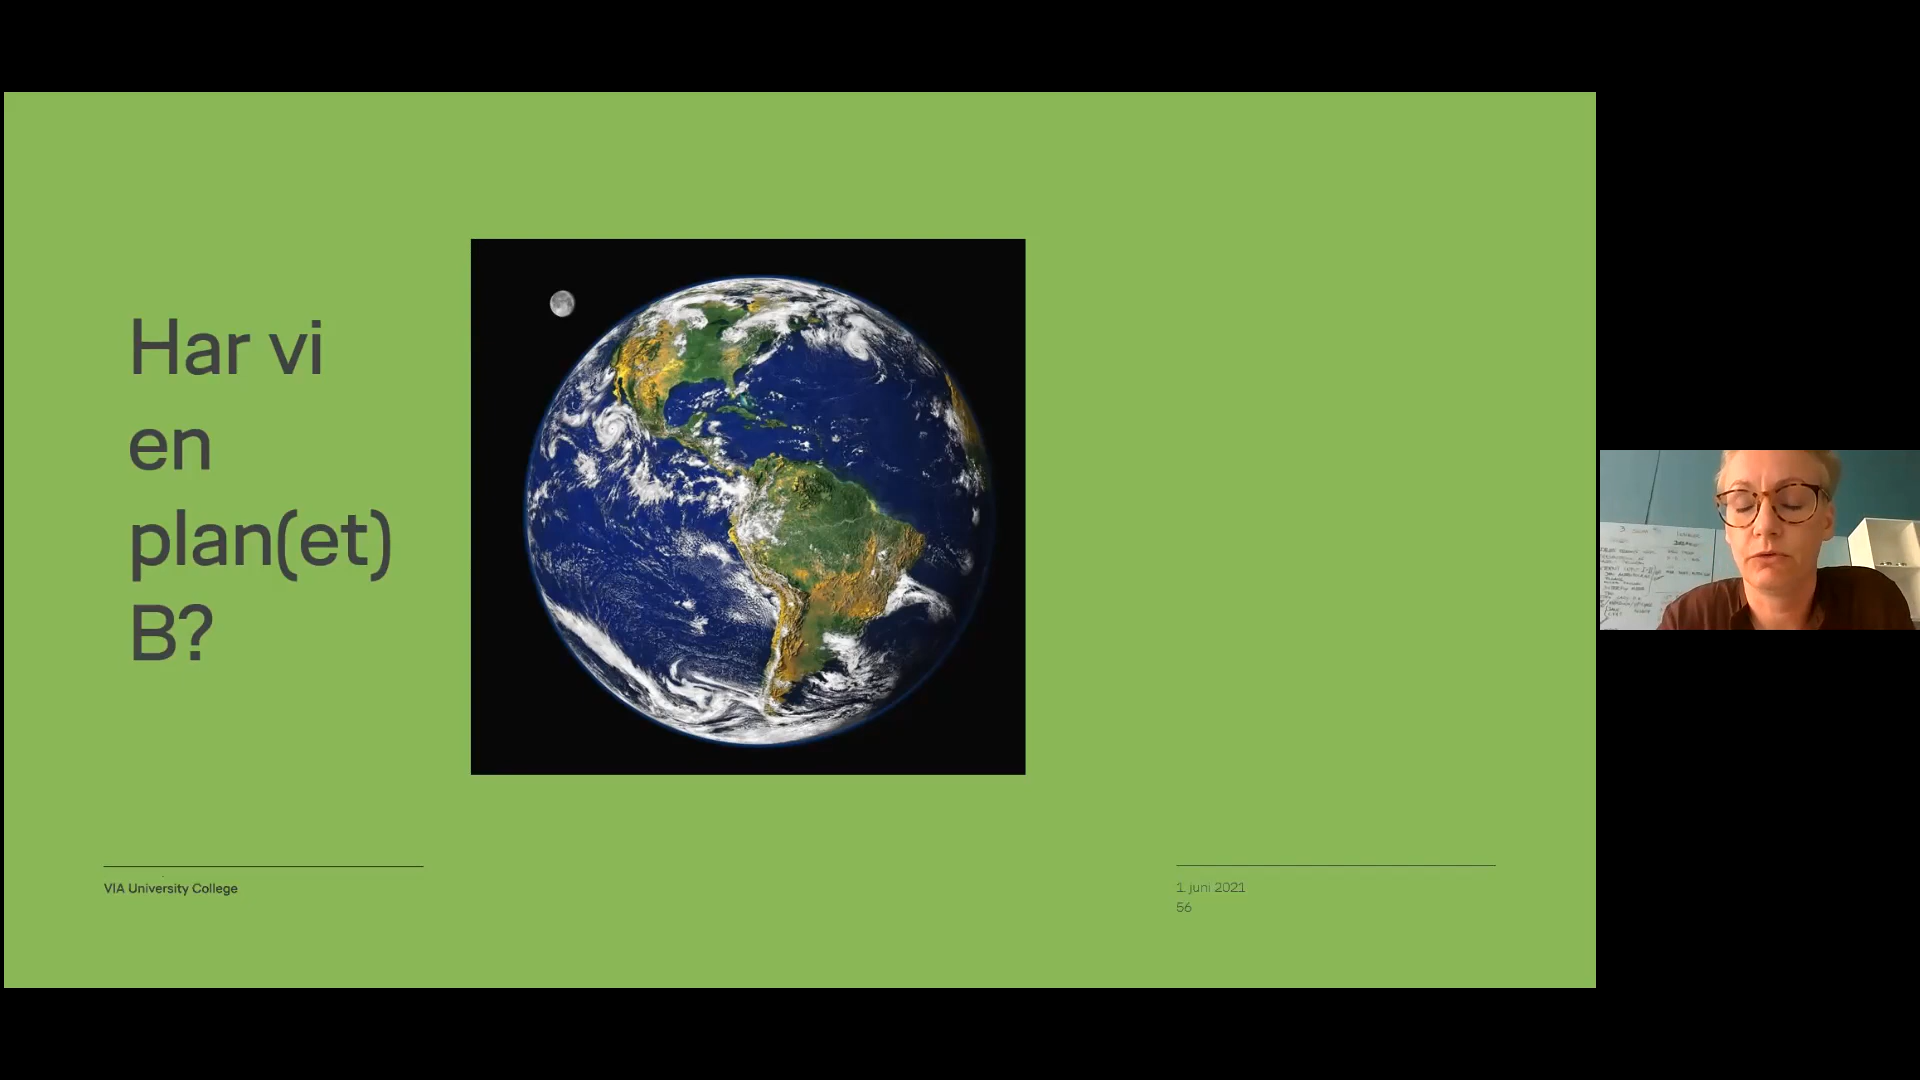 Har vi
en
plan(et)
B?
VIA University College
1. juni 2021
56